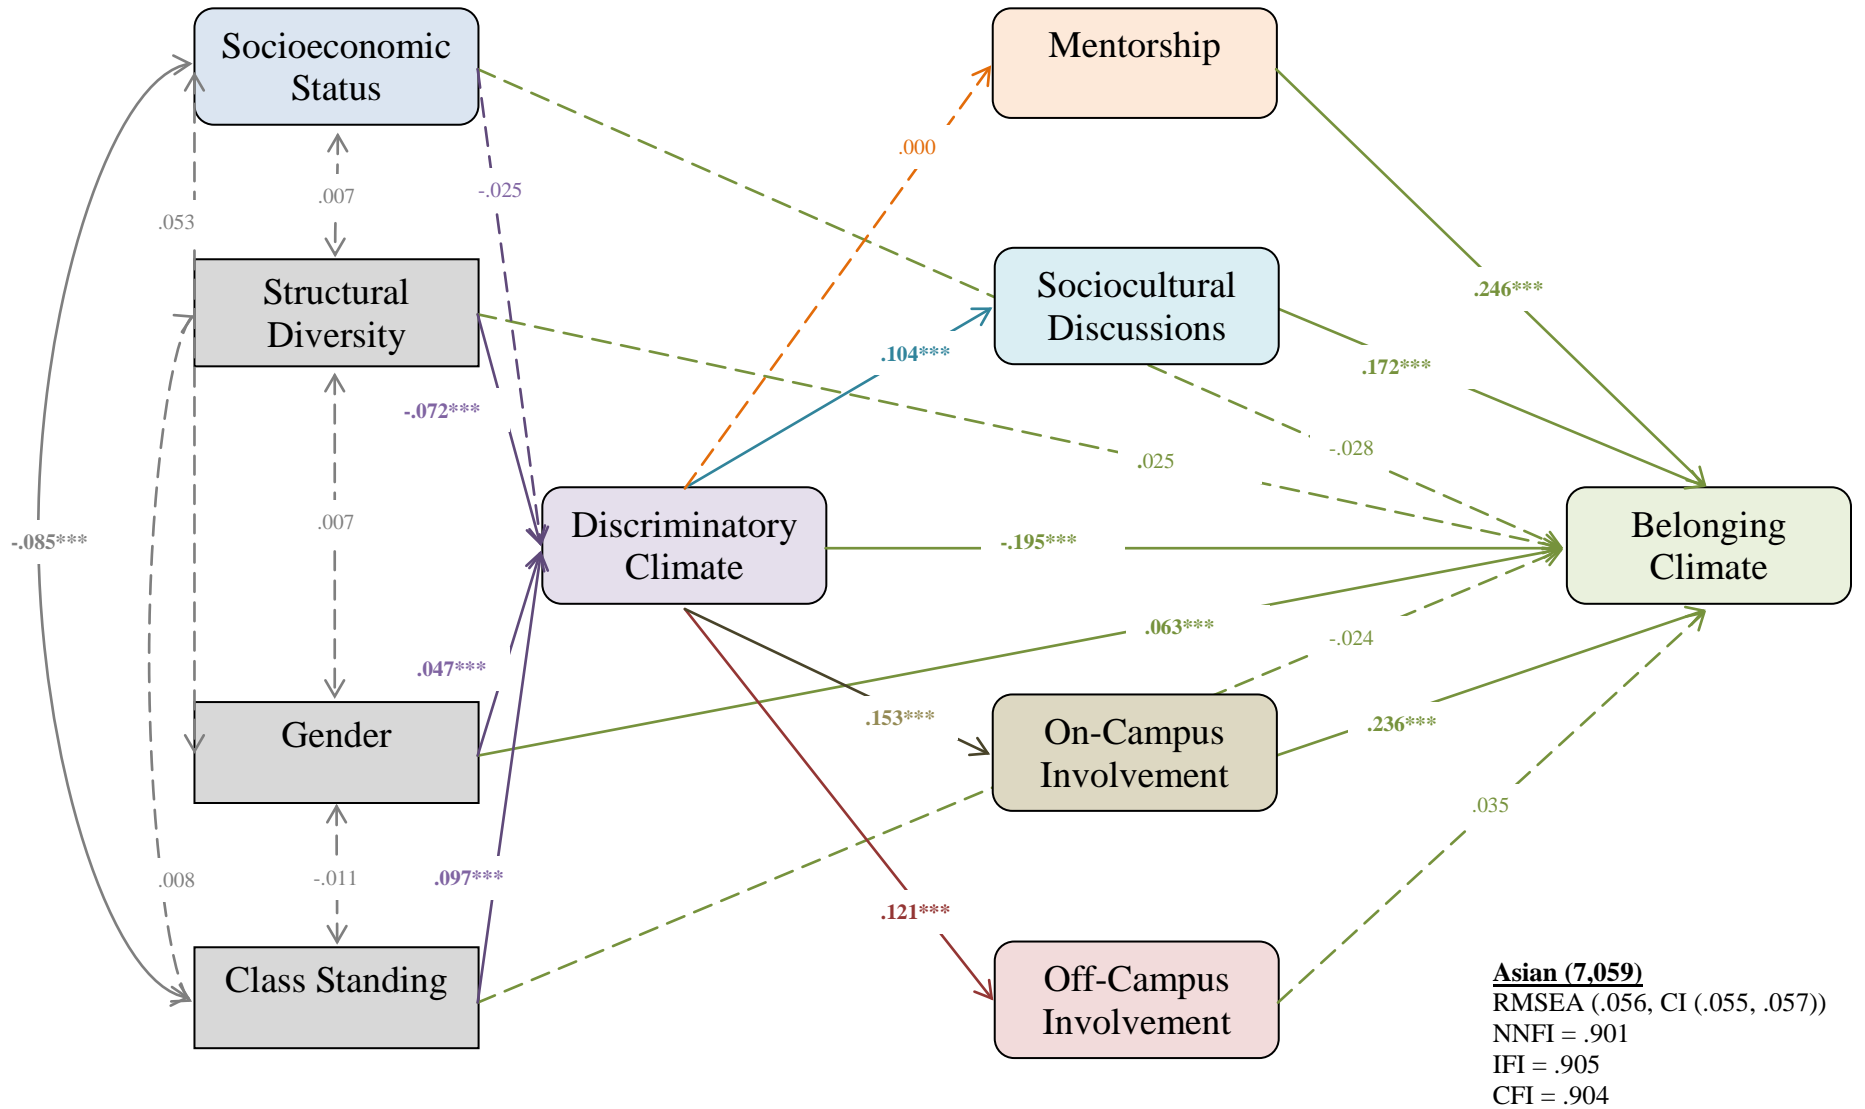 Socioeconomic
Status
Mentorship
.000
-.025
.007
.053
Structural
Diversity
Sociocultural
Discussions
.246***
.104***
.172***
-.072***
-.028
.025
.007
-.085***
Discriminatory
Climate
-.195***
Belonging
Climate
.063***
-.024
.047***
.153***
.236***
Gender
On-Campus
Involvement
.035
.008
-.011
.097***
.121***
Class Standing
Off-Campus
Involvement
Asian (7,059)
RMSEA (.056, CI (.055, .057))
NNFI = .901
IFI = .905
CFI = .904